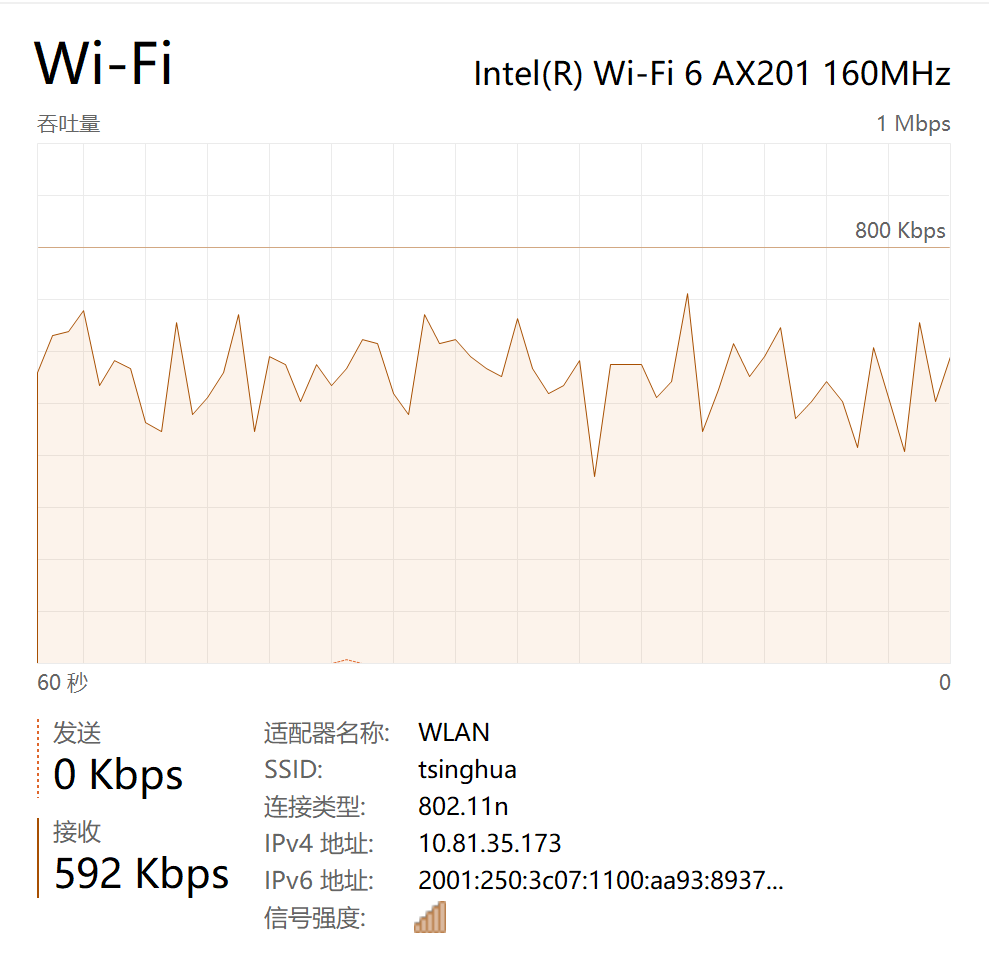 Wi-Fi
Intel(R) Wi-Fi 6 AX201 160MHz
吞吐量
1 Mbps
800 Kbps
60 秒
0
发送
0 Kbps
接收
592 Kbps
适配器名称: WLAN
SSID: tsinghua
连接类型: 802.11n
IPv4 地址: 10.81.35.173
IPv6 地址: 2001:250:3c07:1100:aa93:8937...
信号强度: